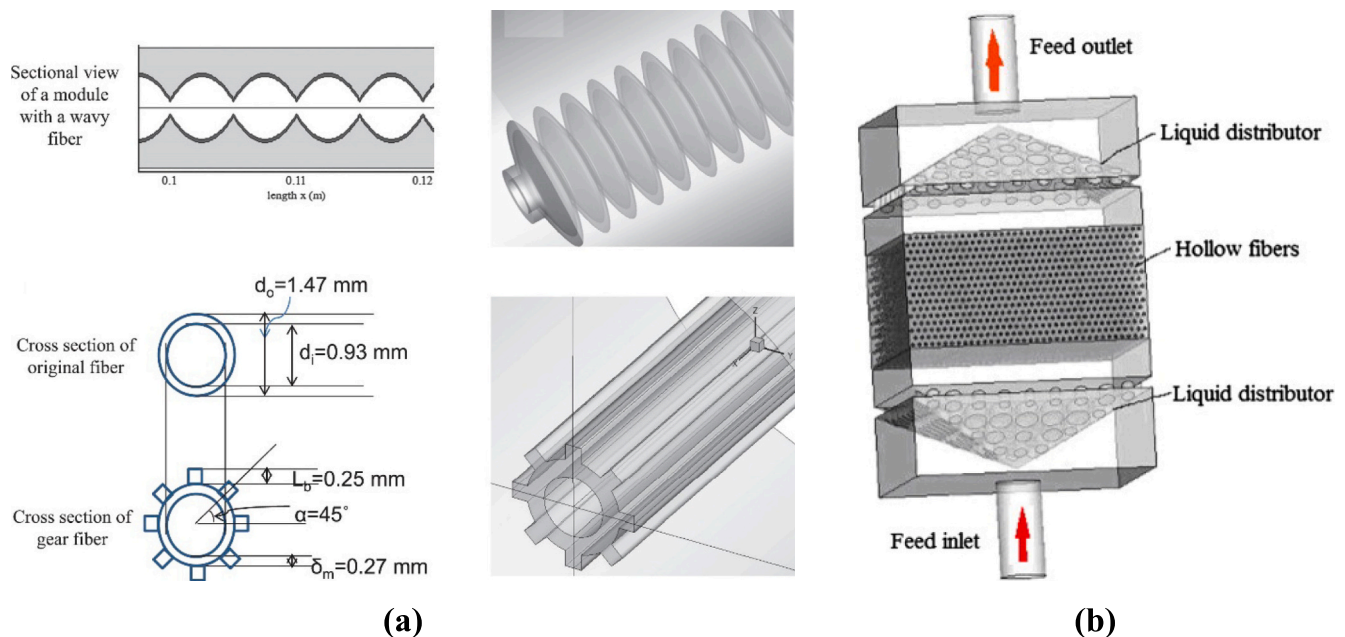 Sectional view
of a module
with a wavy
fiber
0.1
0.11
0.12
length x (m)
dₒ=1.47 mm
Cross section of
original fiber
dᵢ=0.93 mm
L_b=0.25 mm
Cross section of
gear fiber
α=45°
δₘ=0.27 mm
Z
X
Y
(a)
Feed outlet
Liquid distributor
Hollow fibers
Liquid distributor
Feed inlet
(b)